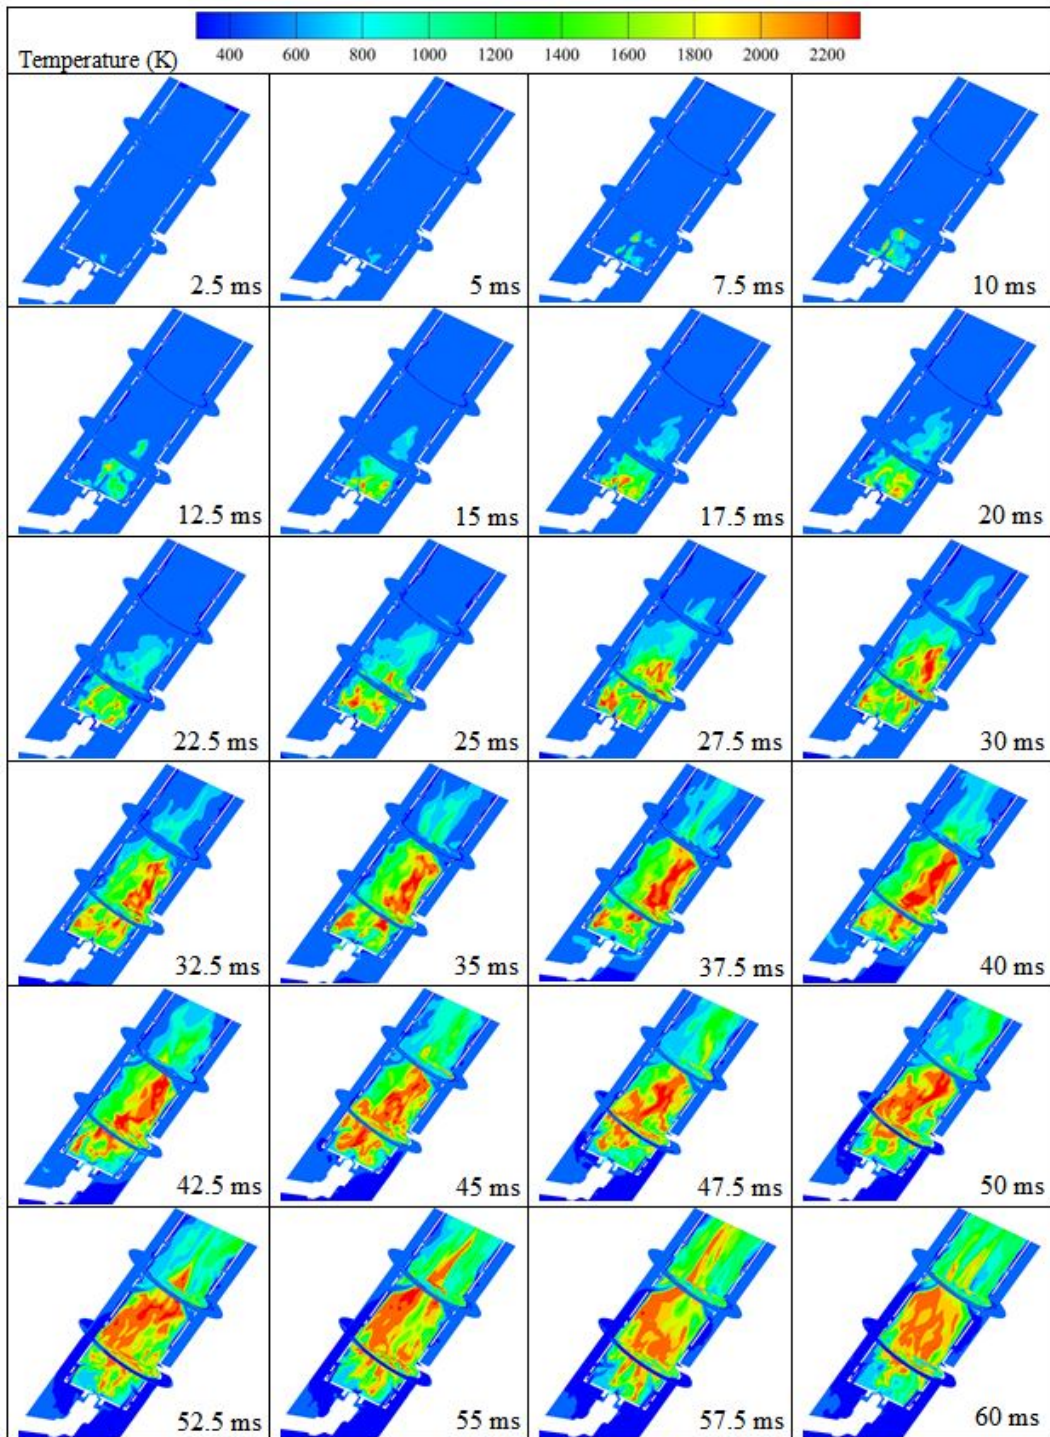 Temperature (K)
400 600 800 1000 1200 1400 1600 1800 2000 2200
2.5 ms
5 ms
7.5 ms
10 ms
12.5 ms
15 ms
17.5 ms
20 ms
22.5 ms
25 ms
27.5 ms
30 ms
32.5 ms
35 ms
37.5 ms
40 ms
42.5 ms
45 ms
47.5 ms
50 ms
52.5 ms
55 ms
57.5 ms
60 ms